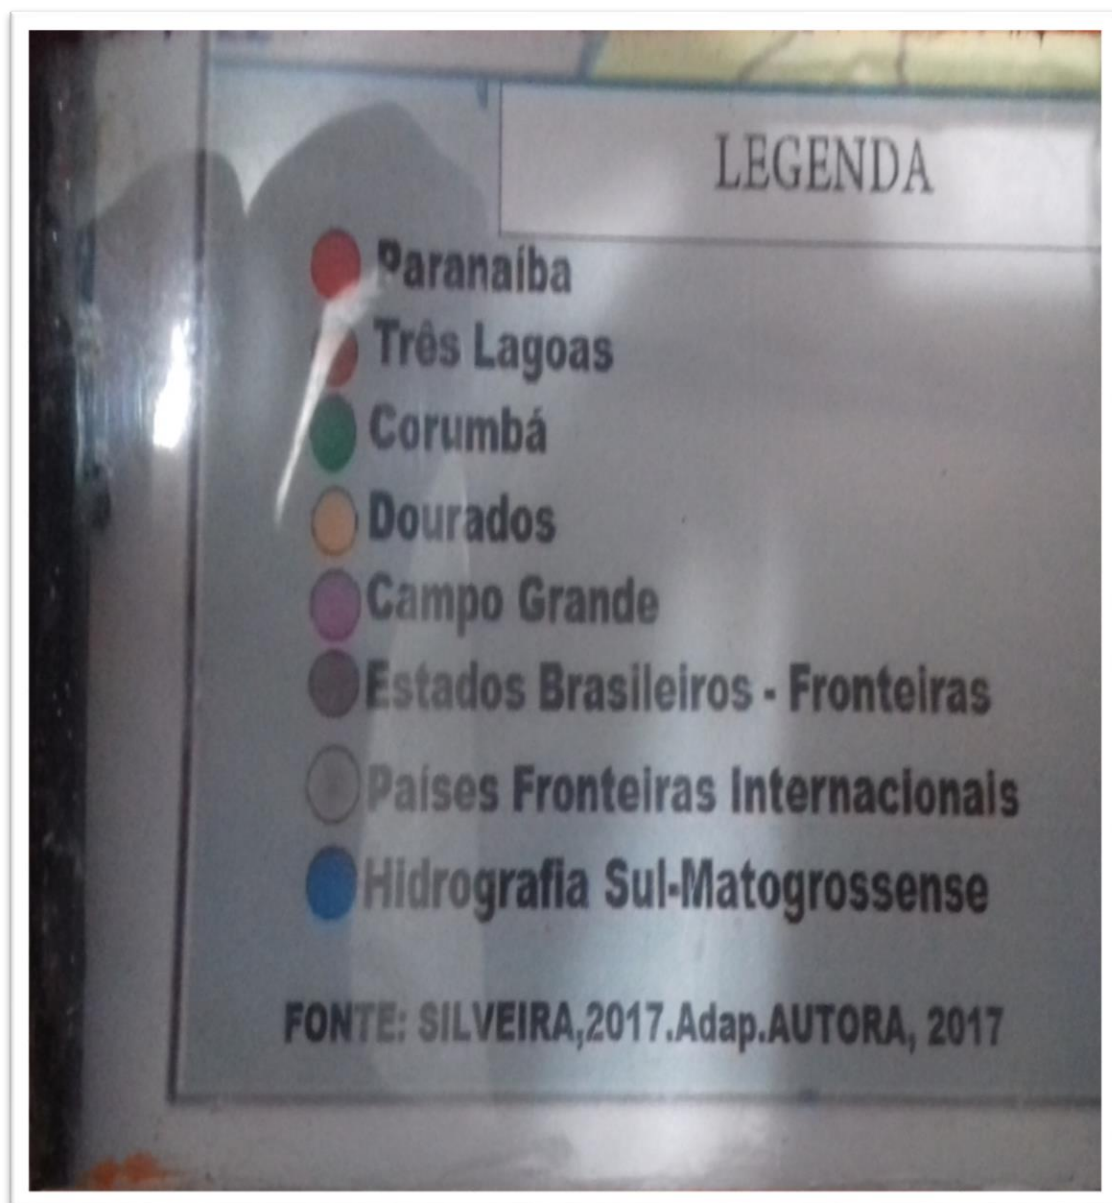 LEGENDA
Paranaíba
Três Lagoas
Corumbá
Dourados
Campo Grande
Estados Brasileiros - Fronteiras
Países Fronteiras Internacionais
Hidrografia Sul-Matogrossense
FONTE: SILVEIRA,2017.Adap.AUTORA, 2017